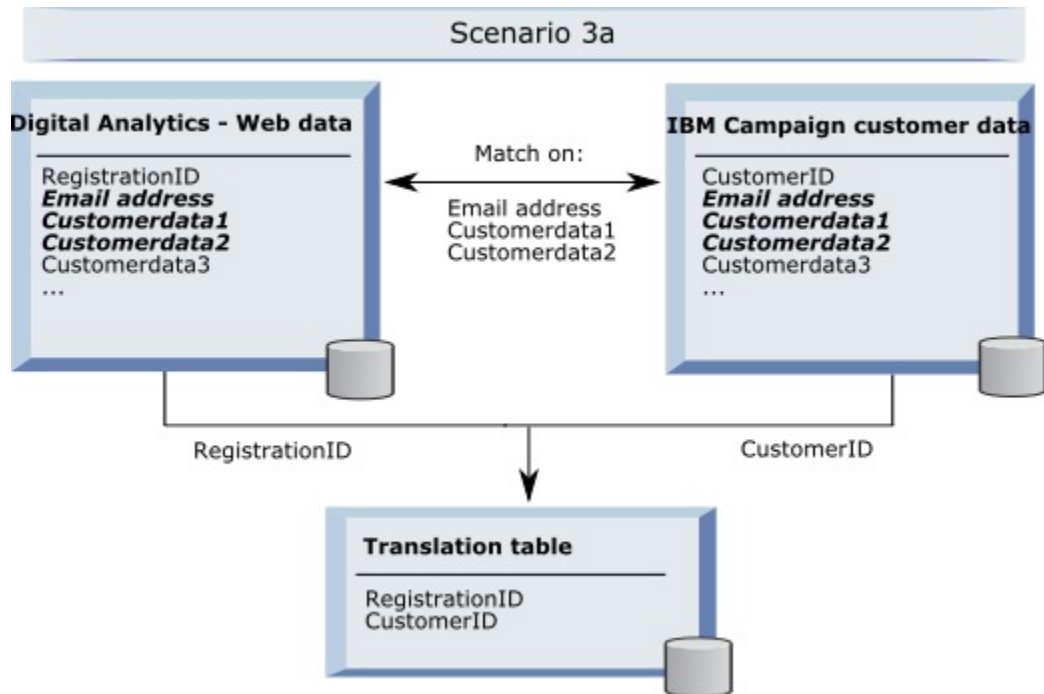 Scenario 3a
Digital Analytics - Web data
RegistrationID
Email address
Customerdata1
Customerdata2
Customerdata3
...
Match on:
Email address
Customerdata1
Customerdata2
IBM Campaign customer data
CustomerID
Email address
Customerdata1
Customerdata2
Customerdata3
...
RegistrationID
CustomerID
Translation table
RegistrationID
CustomerID